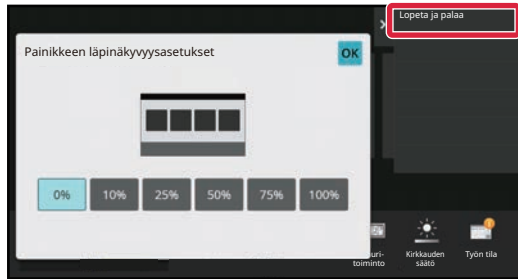 Lopeta ja palaa
Painikkeen läpinäkyvyysasetukset
OK
0%
10%
25%
50%
75%
100%
toiminto
Kirkkauden
säätö
Työn tila